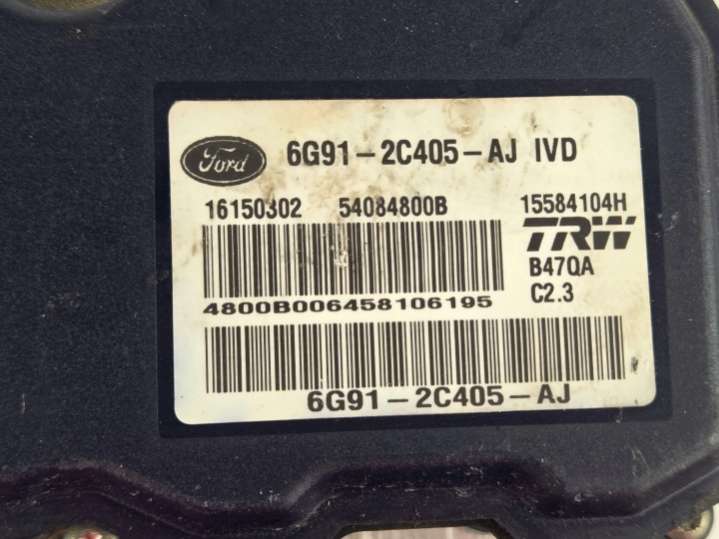 Ford 6G91-2C405-AJ IVD
16150302 54084800B 15584104H
TRW
B47QA
4800B006458106195 C2.3
6G91-2C405-AJ